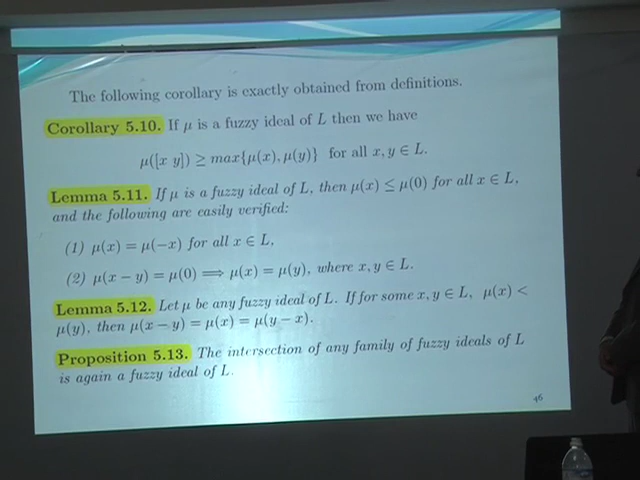 The following corollary is exactly obtained from definitions.
Corollary 5.10. If μ is a fuzzy ideal of L then we have
μ([x y]) ≥ max{μ(x), μ(y)} for all x, y ∈ L.
Lemma 5.11. If μ is a fuzzy ideal of L, then μ(x) ≤ μ(0) for all x ∈ L,
and the following are easily verified:
(1) μ(x) = μ(−x) for all x ∈ L,
(2) μ(x − y) = μ(0) ⟹ μ(x) = μ(y), where x, y ∈ L.
Lemma 5.12. Let μ be any fuzzy ideal of L. If for some x, y ∈ L, μ(x) <
μ(y), then μ(x − y) = μ(x) = μ(y − x).
Proposition 5.13. The intersection of any family of fuzzy ideals of L
is again a fuzzy ideal of L.
46